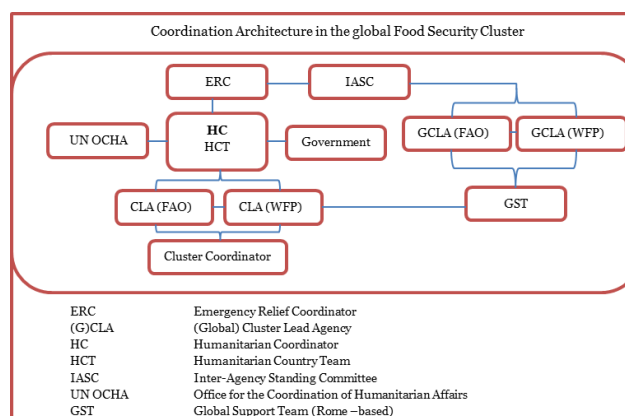 Coordination Architecture in the global Food Security Cluster
ERC
IASC
UN OCHA
HC
HCT
Government
GCLA (FAO)
GCLA (WFP)
CLA (FAO)
CLA (WFP)
GST
Cluster Coordinator
ERC Emergency Relief Coordinator
(G)CLA (Global) Cluster Lead Agency
HC Humanitarian Coordinator
HCT Humanitarian Country Team
IASC Inter-Agency Standing Committee
UN OCHA Office for the Coordination of Humanitarian Affairs
GST Global Support Team (Rome –based)